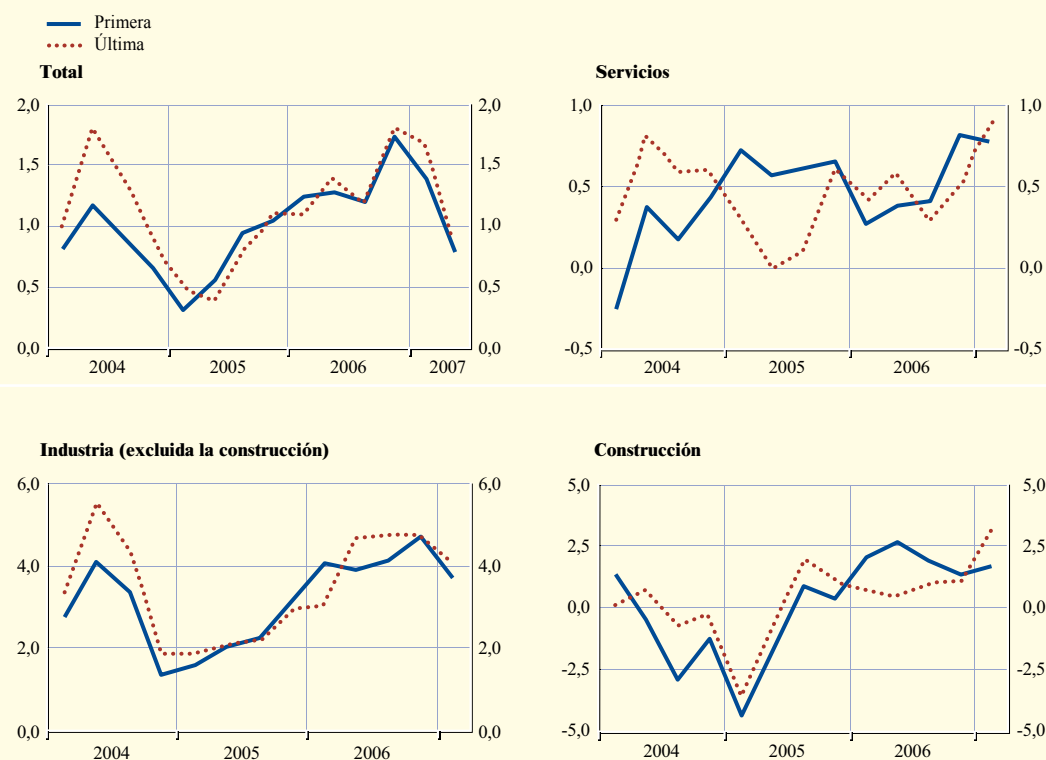 Primera
Última
Total
2,0 2,0
1,5 1,5
1,0 1,0
0,5 0,5
0,0 0,0
2004 2005 2006 2007
Servicios
1,0 1,0
0,5 0,5
0,0 0,0
-0,5 -0,5
2004 2005 2006
Industria (excluida la construcción)
6,0 6,0
4,0 4,0
2,0 2,0
0,0 0,0
2004 2005 2006
Construcción
5,0 5,0
2,5 2,5
0,0 0,0
-2,5 -2,5
-5,0 -5,0
2004 2005 2006